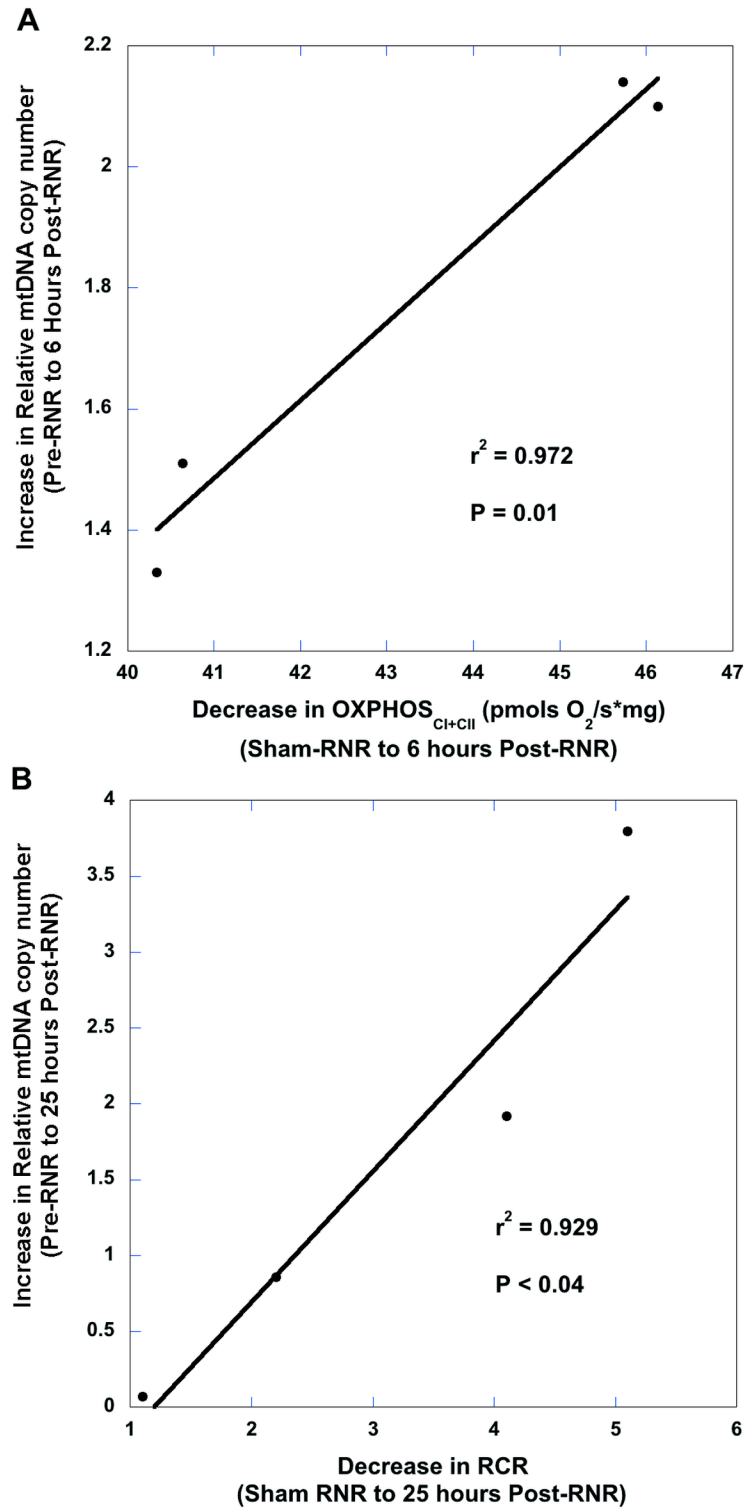 A
Increase in Relative mtDNA copy number
(Pre-RNR to 6 Hours Post-RNR)
2.2
2
1.8
1.6
1.4
1.2
r² = 0.972
P = 0.01
40 41 42 43 44 45 46 47
Decrease in OXPHOS CI+CII (pmols O₂/s*mg)
(Sham-RNR to 6 hours Post-RNR)
B
Increase in Relative mtDNA copy number
(Pre-RNR to 25 hours Post-RNR)
4
3.5
3
2.5
2
1.5
1
0.5
0
r² = 0.929
P < 0.04
1 2 3 4 5 6
Decrease in RCR
(Sham RNR to 25 hours Post-RNR)